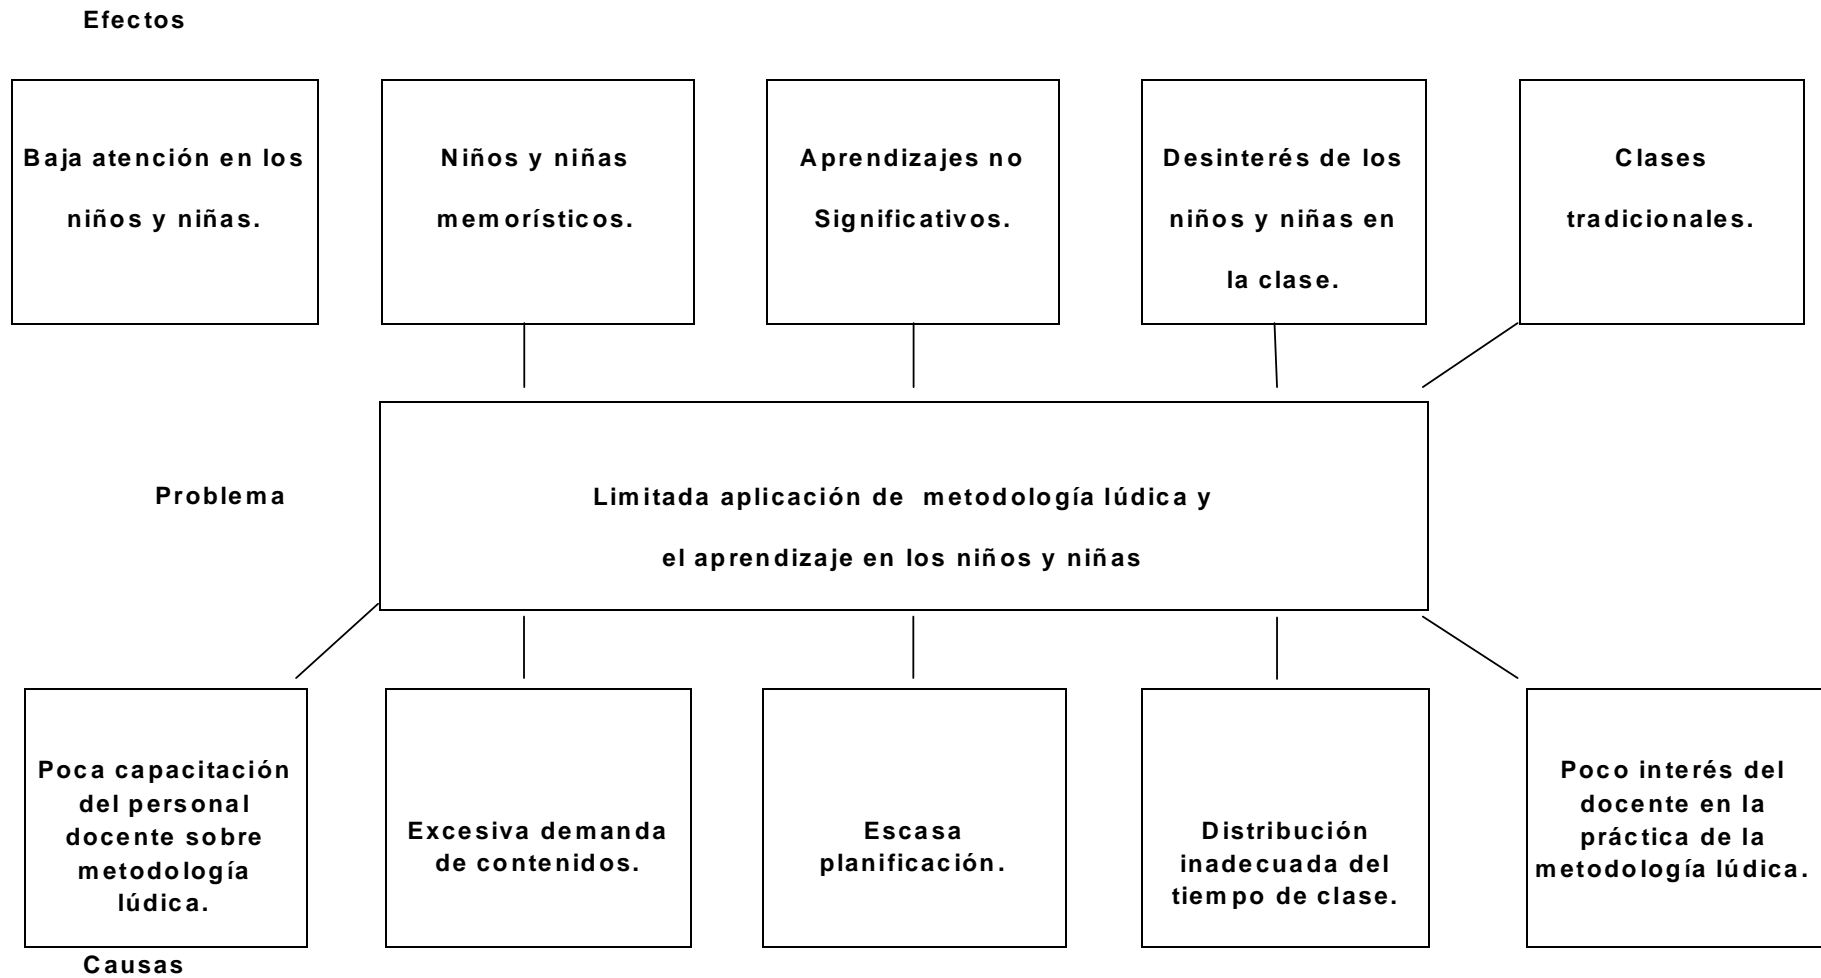 Efectos
Baja atención en los
niños y niñas.
Niños y niñas
memorísticos.
Aprendizajes no
Significativos.
Desinterés de los
niños y niñas en
la clase.
Clases
tradicionales.
Problema
Limitada aplicación de metodología lúdica y
el aprendizaje en los niños y niñas
Poca capacitación
del personal
docente sobre
metodología
lúdica.
Excesiva demanda
de contenidos.
Escasa
planificación.
Distribución
inadecuada del
tiempo de clase.
Poco interés del
docente en la
práctica de la
metodología lúdica.
Causas